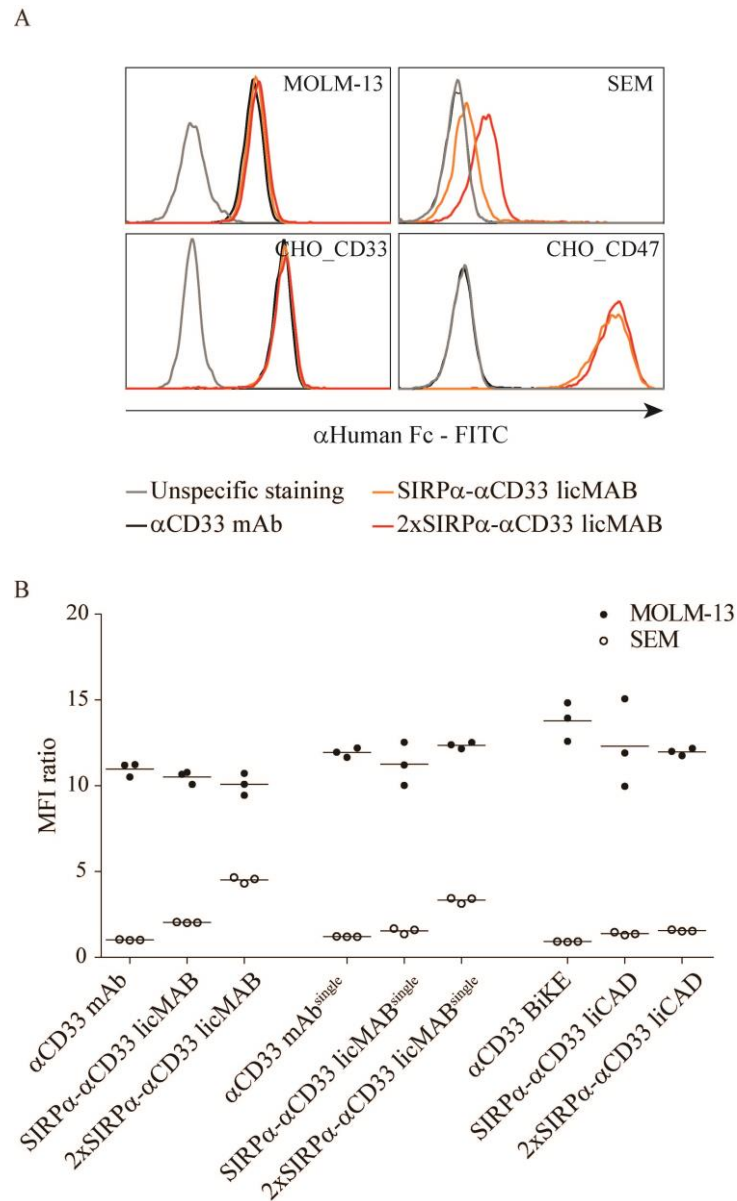 A
MOLM-13
SEM
CHO_CD33
CHO_CD47
αHuman Fc - FITC
Unspecific staining
SIRPα-αCD33 licMAB
αCD33 mAb
2xSIRPα-αCD33 licMAB
B
MOLM-13
SEM
20
15
10
5
0
MFI ratio
αCD33 mAb
SIRPα-αCD33 licMAB
2xSIRPα-αCD33 licMAB
αCD33 mAbsingle
SIRPα-αCD33 licMABsingle
2xSIRPα-αCD33 licMABsingle
αCD33 BiKE
SIRPα-αCD33 liCAD
2xSIRPα-αCD33 liCAD